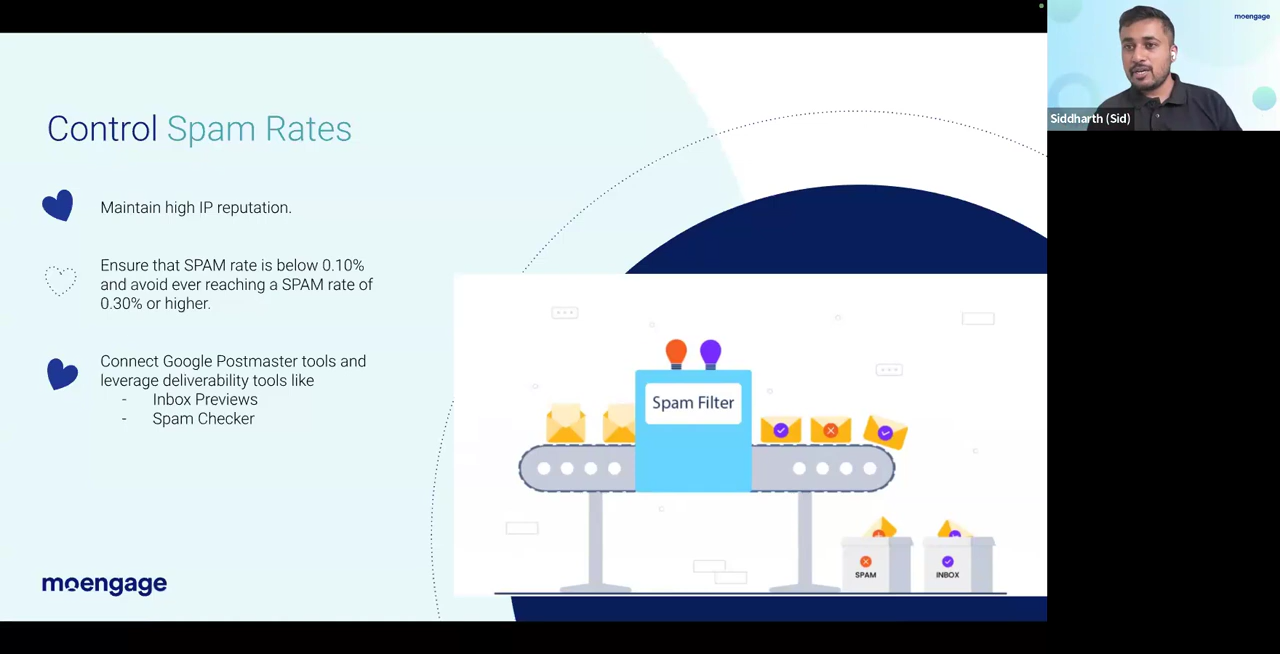 moengage
Siddharth (Sid)
Control Spam Rates
Maintain high IP reputation.
Ensure that SPAM rate is below 0.10%
and avoid ever reaching a SPAM rate of
0.30% or higher.
Connect Google Postmaster tools and
leverage deliverability tools like
- Inbox Previews
- Spam Checker
Spam Filter
SPAM
INBOX
moengage